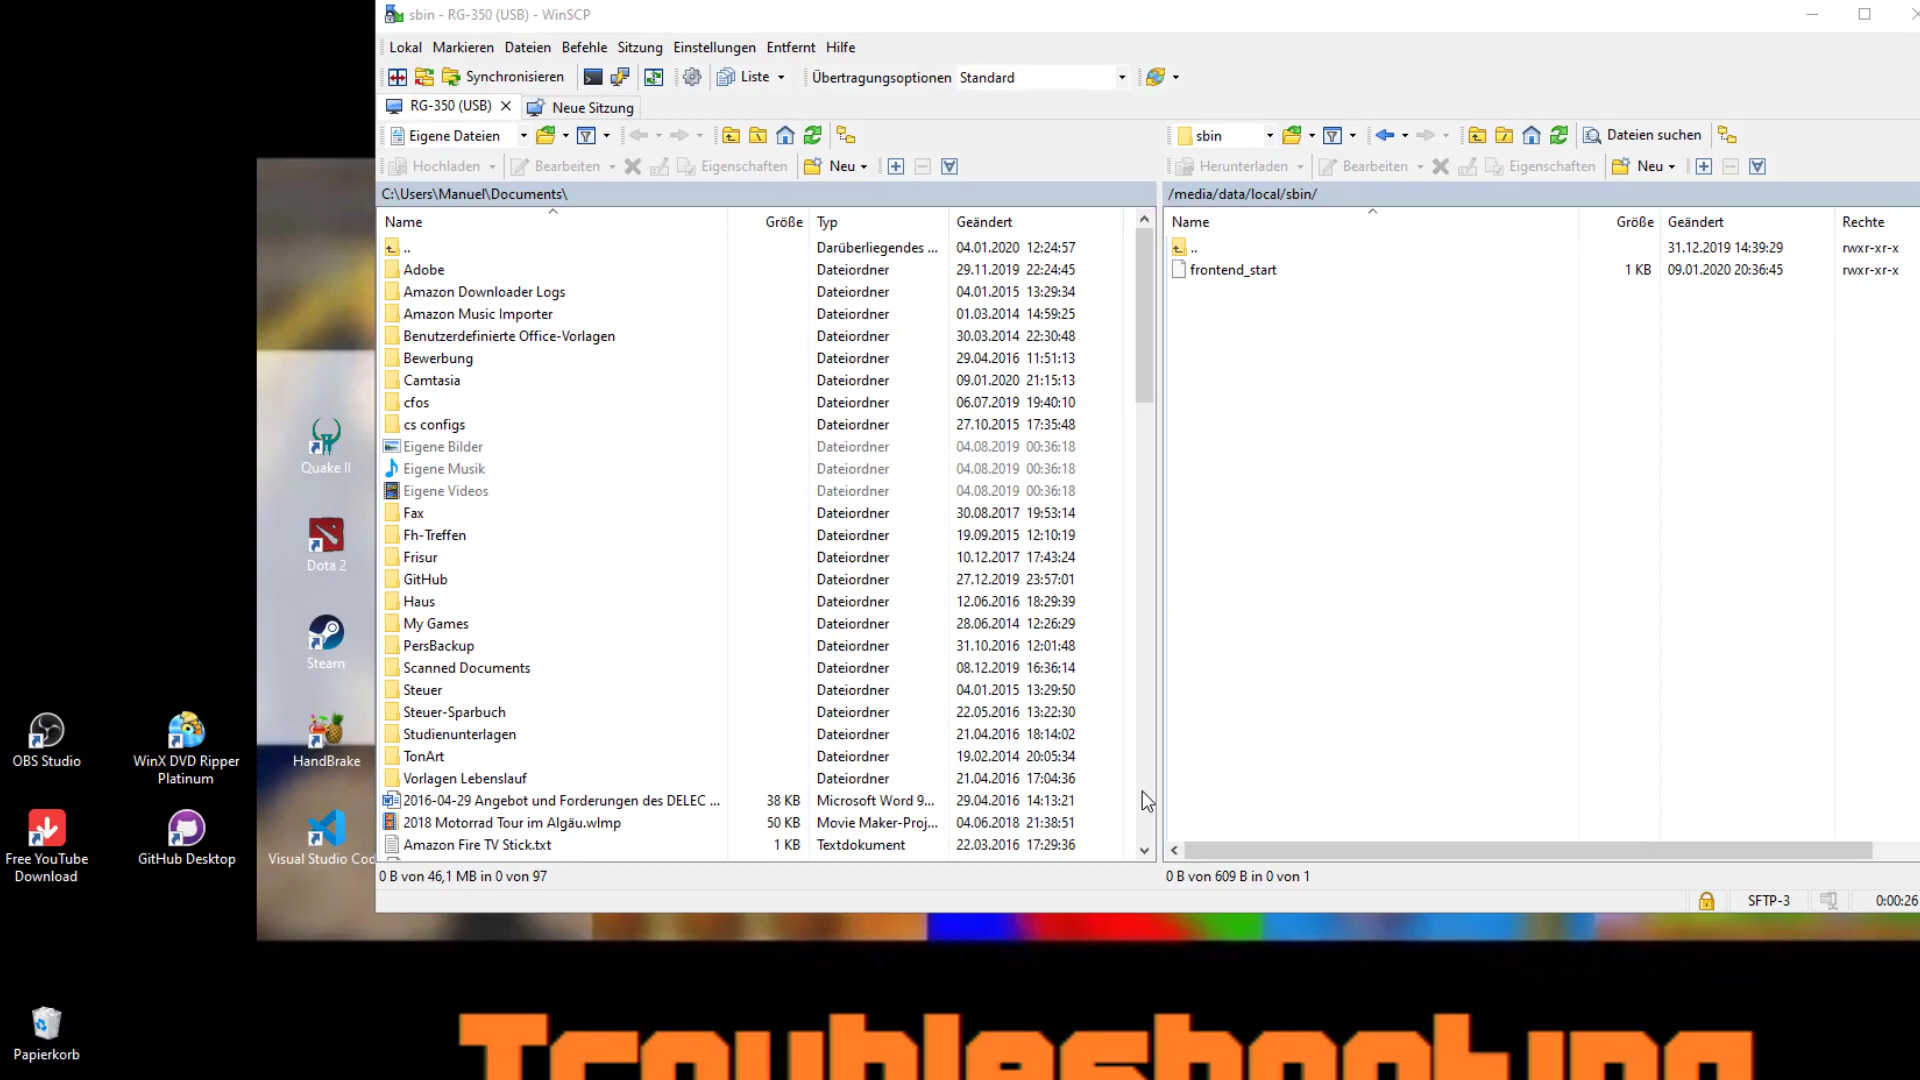 sbin - RG-350 (USB) - WinSCP
Lokal Markieren Dateien Befehle Sitzung Einstellungen Entfernt Hilfe
Synchronisieren Liste Übertragungsoptionen Standard
RG-350 (USB) Neue Sitzung
Eigene Dateien
sbin Dateien suchen
Hochladen Bearbeiten Eigenschaften Neu
Herunterladen Bearbeiten Eigenschaften Neu
C:\Users\Manuel\Documents\
Name Größe Typ Geändert
.. Darüberliegendes ... 04.01.2020 12:24:57
Adobe Dateiordner 29.11.2019 22:24:45
Amazon Downloader Logs Dateiordner 04.01.2015 13:29:34
Amazon Music Importer Dateiordner 01.03.2014 14:59:25
Benutzerdefinierte Office-Vorlagen Dateiordner 30.03.2014 22:30:48
Bewerbung Dateiordner 29.04.2016 11:51:13
Camtasia Dateiordner 09.01.2020 21:15:13
cfos Dateiordner 06.07.2019 19:40:10
cs configs Dateiordner 27.10.2015 17:35:48
Eigene Bilder Dateiordner 04.08.2019 00:36:18
Eigene Musik Dateiordner 04.08.2019 00:36:18
Eigene Videos Dateiordner 04.08.2019 00:36:18
Fax Dateiordner 30.08.2017 19:53:14
Fh-Treffen Dateiordner 19.09.2015 12:10:19
Frisur Dateiordner 10.12.2017 17:43:24
GitHub Dateiordner 27.12.2019 23:57:01
Haus Dateiordner 12.06.2016 18:29:39
My Games Dateiordner 28.06.2014 12:26:29
PersBackup Dateiordner 31.10.2016 12:01:48
Scanned Documents Dateiordner 08.12.2019 16:36:14
Steuer Dateiordner 04.01.2015 13:29:50
Steuer-Sparbuch Dateiordner 22.05.2016 13:22:30
Studienunterlagen Dateiordner 21.04.2016 18:14:02
TonArt Dateiordner 19.02.2014 20:05:34
Vorlagen Lebenslauf Dateiordner 21.04.2016 17:04:36
2016-04-29 Angebot und Forderungen des DELEC ... 38 KB Microsoft Word 9... 29.04.2016 14:13:21
2018 Motorrad Tour im Algäu.wlmp 50 KB Movie Maker-Proj... 04.06.2018 21:38:51
Amazon Fire TV Stick.txt 1 KB Textdokument 22.03.2016 17:29:36
0 B von 46,1 MB in 0 von 97
/media/data/local/sbin/
Name Größe Geändert Rechte
.. 31.12.2019 14:39:29 rwxr-xr-x
frontend_start 1 KB 09.01.2020 20:36:45 rwxr-xr-x
0 B von 609 B in 0 von 1
SFTP-3 0:00:26
Quake II
Dota 2
Steam
OBS Studio
WinX DVD Ripper
Platinum
HandBrake
Free YouTube
Download
GitHub Desktop
Visual Studio Coc
Papierkorb
Troubleshooting